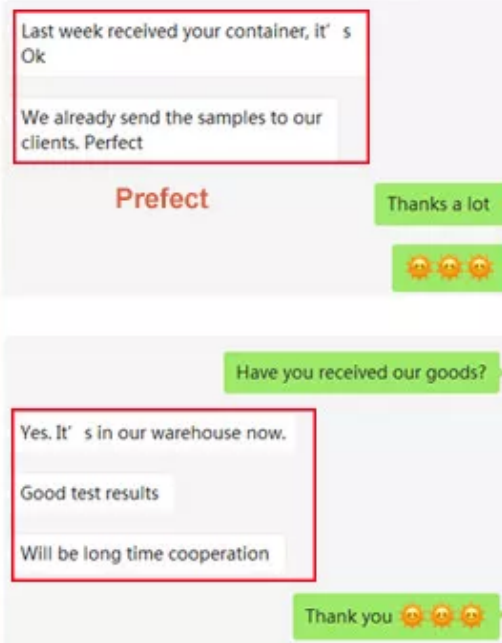 Last week received your container, it' s
Ok
We already send the samples to our
clients. Perfect
Prefect
Thanks a lot
🌞🌞🌞
Have you received our goods?
Yes. It' s in our warehouse now.
Good test results
Will be long time cooperation
Thank you 🌞🌞🌞